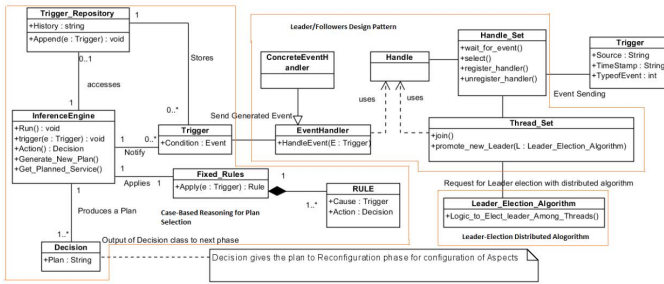 Trigger_Repository
+History : string
+Append(e : Trigger) : void
1
Stores
0..1
accesses
1
0..*
Leader/Followers Design Pattern
ConcreteEventH
andler
Handle
Handle_Set
+wait_for_event()
+select()
+register_handler()
+unregister_handler()
Trigger
+Source : String
+TimeStamp : String
+TypeofEvent : int
Event Sending
uses
uses
Send Generated Event
InferenceEngine
+Run() : void
+trigger(e : Trigger) : void
+Action() : Decision
+Generate_New_Plan()
+Get_Planned_Service()
1
0..*
Notify
Trigger
+Condition : Event
EventHandler
+HandleEvent(E : Trigger)
Thread_Set
+join()
+promote_new_Leader(L : Leader_Election_Algorithm)
1
Applies
1
Fixed_Rules
+Apply(e : Trigger) : Rule
1
1..*
RULE
+Cause : Trigger
+Action : Decision
Request for Leader election with distributed algorithm
Leader_Election_Algorithm
+Logic_to_Elect_leader_Among_Threads()
Leader-Election Distributed Alogorithm
1
Produces a Plan
Case-Based Reasoning for Plan
Selection
1..*
Output of Decision class to next phase
Decision
+Plan : String
Decision gives the plan to Reconfiguration phase for configuration of Aspects